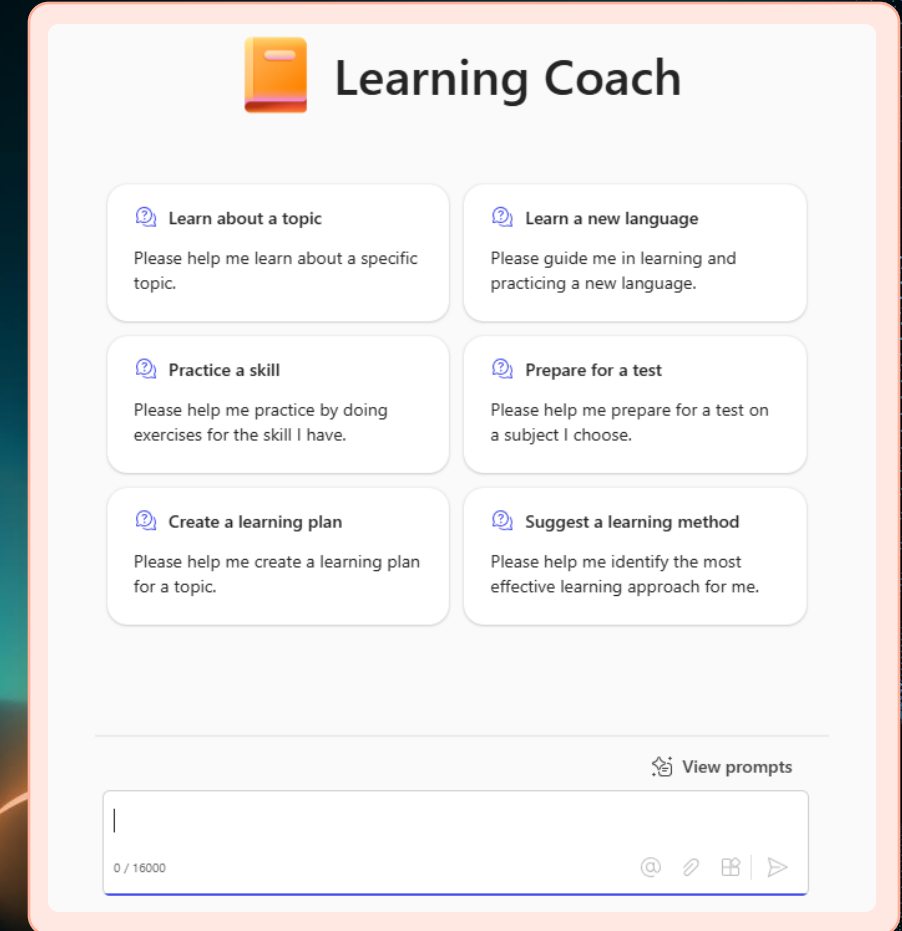 Learning Coach
Learn about a topic
Please help me learn about a specific
topic.
Learn a new language
Please guide me in learning and
practicing a new language.
Practice a skill
Please help me practice by doing
exercises for the skill I have.
Prepare for a test
Please help me prepare for a test on
a subject I choose.
Create a learning plan
Please help me create a learning plan
for a topic.
Suggest a learning method
Please help me identify the most
effective learning approach for me.
View prompts
0 / 16000